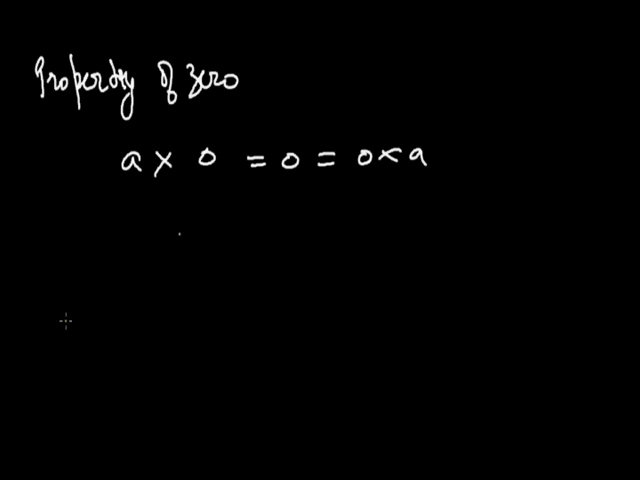 Property of zero
a × 0 = 0 = 0 × a